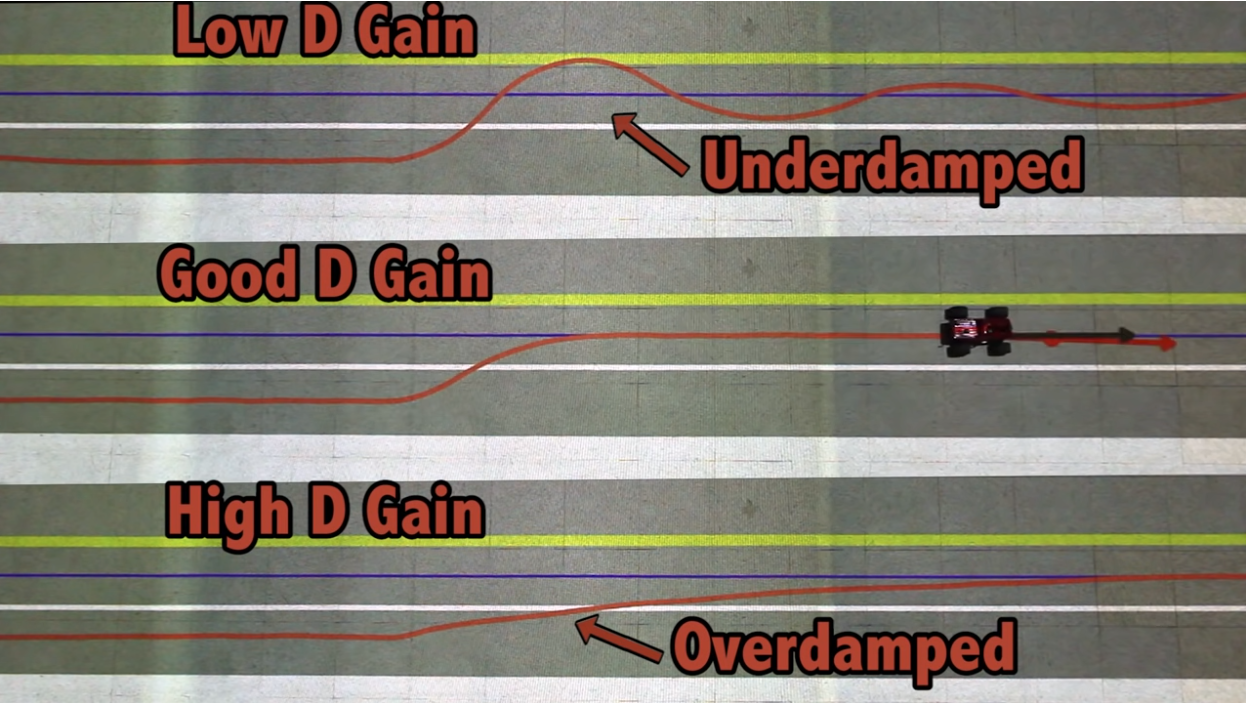 Low D Gain
Underdamped
Good D Gain
High D Gain
Overdamped